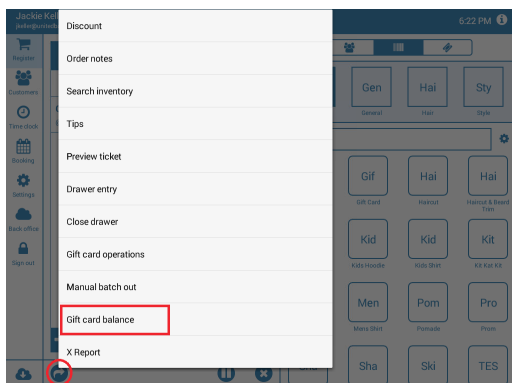 Jackie Kell
jkeller@unitedb
6:22 PM
Register
Customers
Time clock
Booking
Settings
Back office
Sign out
Discount
Order notes
Search inventory
Tips
Preview ticket
Drawer entry
Close drawer
Gift card operations
Manual batch out
Gift card balance
X Report
Gen
General
Hai
Hair
Sty
Style
Gif
Gift Card
Hai
Haircut
Hai
Haircut & Beard
Trim
Kid
Kids Hoodie
Kid
Kids Shirt
Kit
Kit Kat Kit
Men
Mens Shirt
Pom
Pomade
Pro
Prom
Sha
Ski
TES